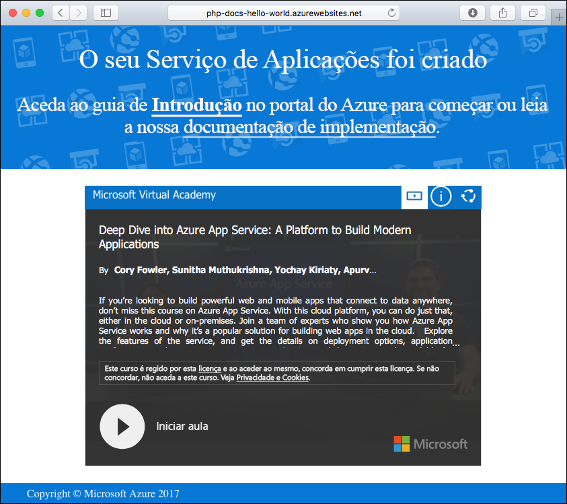 php-docs-hello-world.azurewebsites.net
O seu Serviço de Aplicações foi criado
Aceda ao guia de Introdução no portal do Azure para começar ou leia
a nossa documentação de implementação.
Microsoft Virtual Academy
Deep Dive into Azure App Service: A Platform to Build Modern
Applications
By Cory Fowler, Sunitha Muthukrishna, Yochay Kiriaty, Apurv...
If you're looking to build powerful web and mobile apps that connect to data anywhere,
don't miss this course on Azure App Service. With this cloud platform, you can do just that,
either in the cloud or on-premises. Join a team of experts who show you how Azure App
Service works and why it's a popular solution for building web apps in the cloud. Explore
the features of the service, and get the details on deployment options, application
Este curso é regido por esta licença e ao aceder ao mesmo, concorda em cumprir esta licença. Se não
concordar, não aceda a este curso. Veja Privacidade e Cookies.
Iniciar aula
Microsoft
Copyright © Microsoft Azure 2017